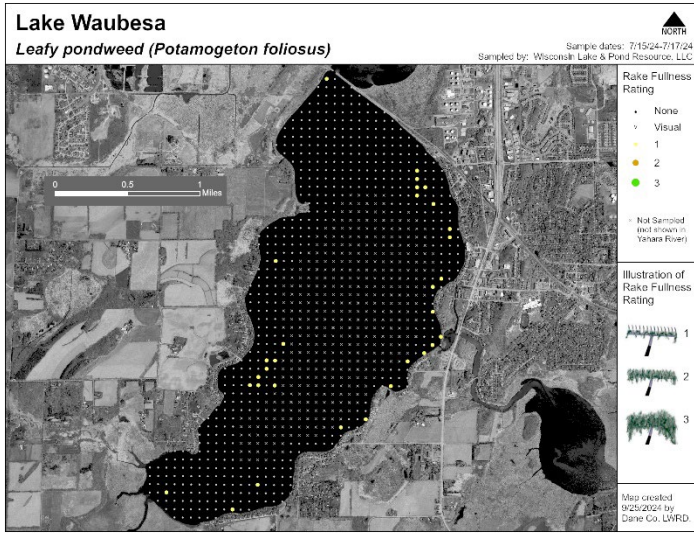 Lake Waubesa
Leafy pondweed (Potamogeton foliosus)
NORTH
Sample dates: 7/15/24-7/17/24
Sampled by: Wisconsin Lake & Pond Resource, LLC
0 0.5 1
Miles
Rake Fullness
Rating
None
Visual
1
2
3
Not Sampled
(not shown in
Yahara River)
Illustration of
Rake Fullness
Rating
1
2
3
Map created
9/25/2024 by
Dane Co. LWRD.